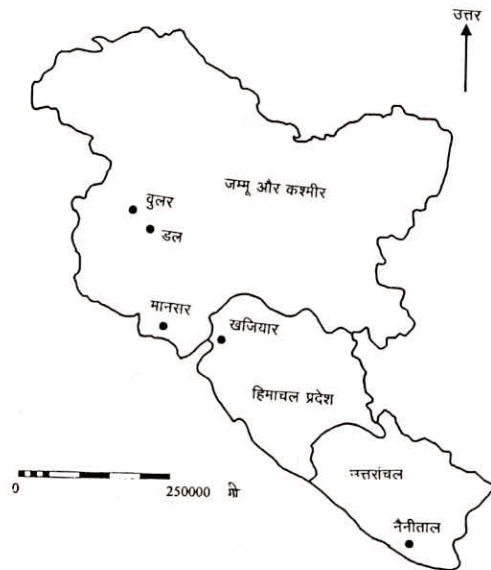 उत्तर
जम्मू और कश्मीर
वुलर
डल
मानसर
खजियार
हिमाचल प्रदेश
उत्तरांचल
0 250000 मी
नैनीताल